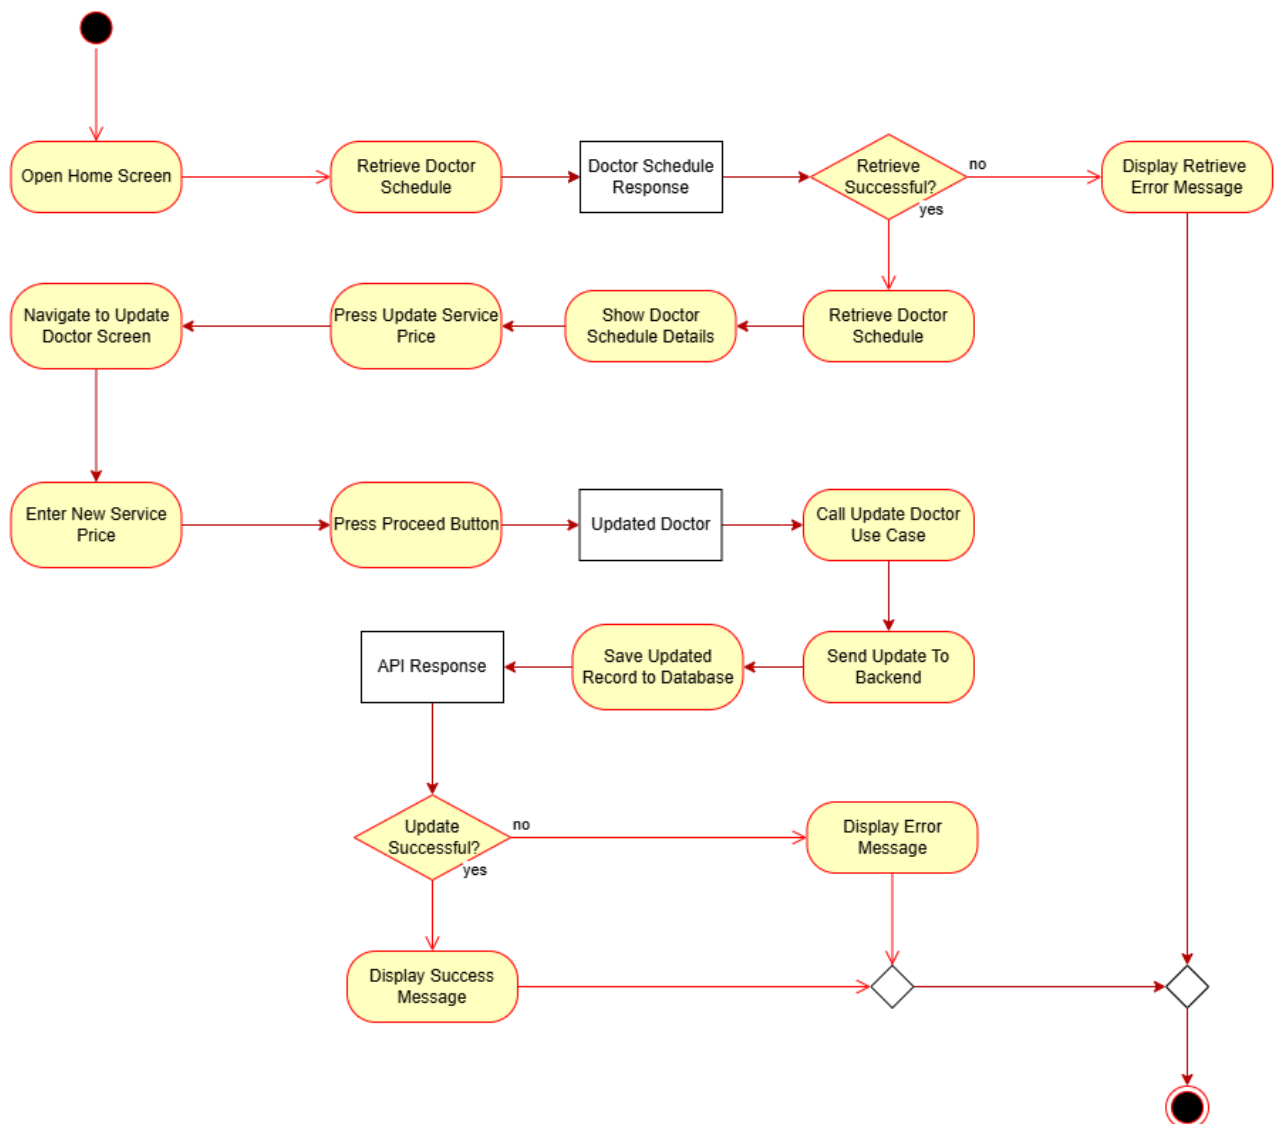 Open Home Screen
Retrieve Doctor
Schedule
Doctor Schedule
Response
Retrieve
Successful?
no
yes
Display Retrieve
Error Message
Navigate to Update
Doctor Screen
Press Update Service
Price
Show Doctor
Schedule Details
Retrieve Doctor
Schedule
Enter New Service
Price
Press Proceed Button
Updated Doctor
Call Update Doctor
Use Case
API Response
Save Updated
Record to Database
Send Update To
Backend
Update
Successful?
no
yes
Display Error
Message
Display Success
Message